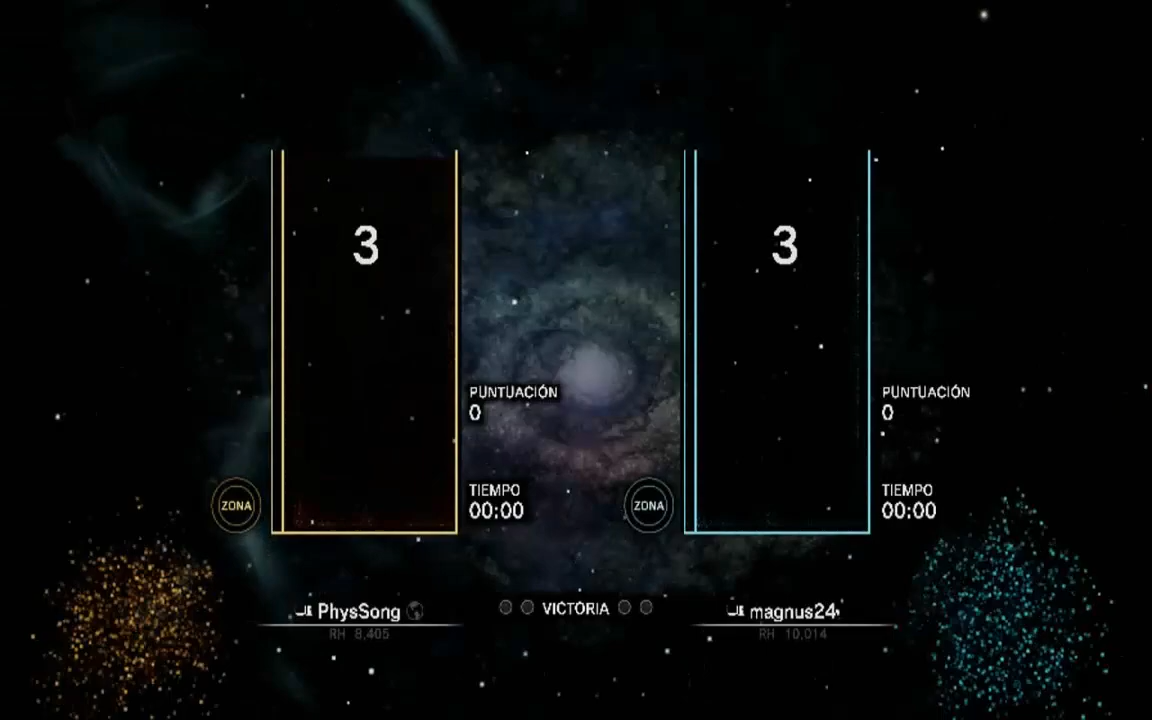 3
3
PUNTUACIÓN
0
PUNTUACIÓN
0
ZONA
TIEMPO
00:00
ZONA
TIEMPO
00:00
PhysSong
VICTORIA
magnus24
RH 8,405
RH 10,014